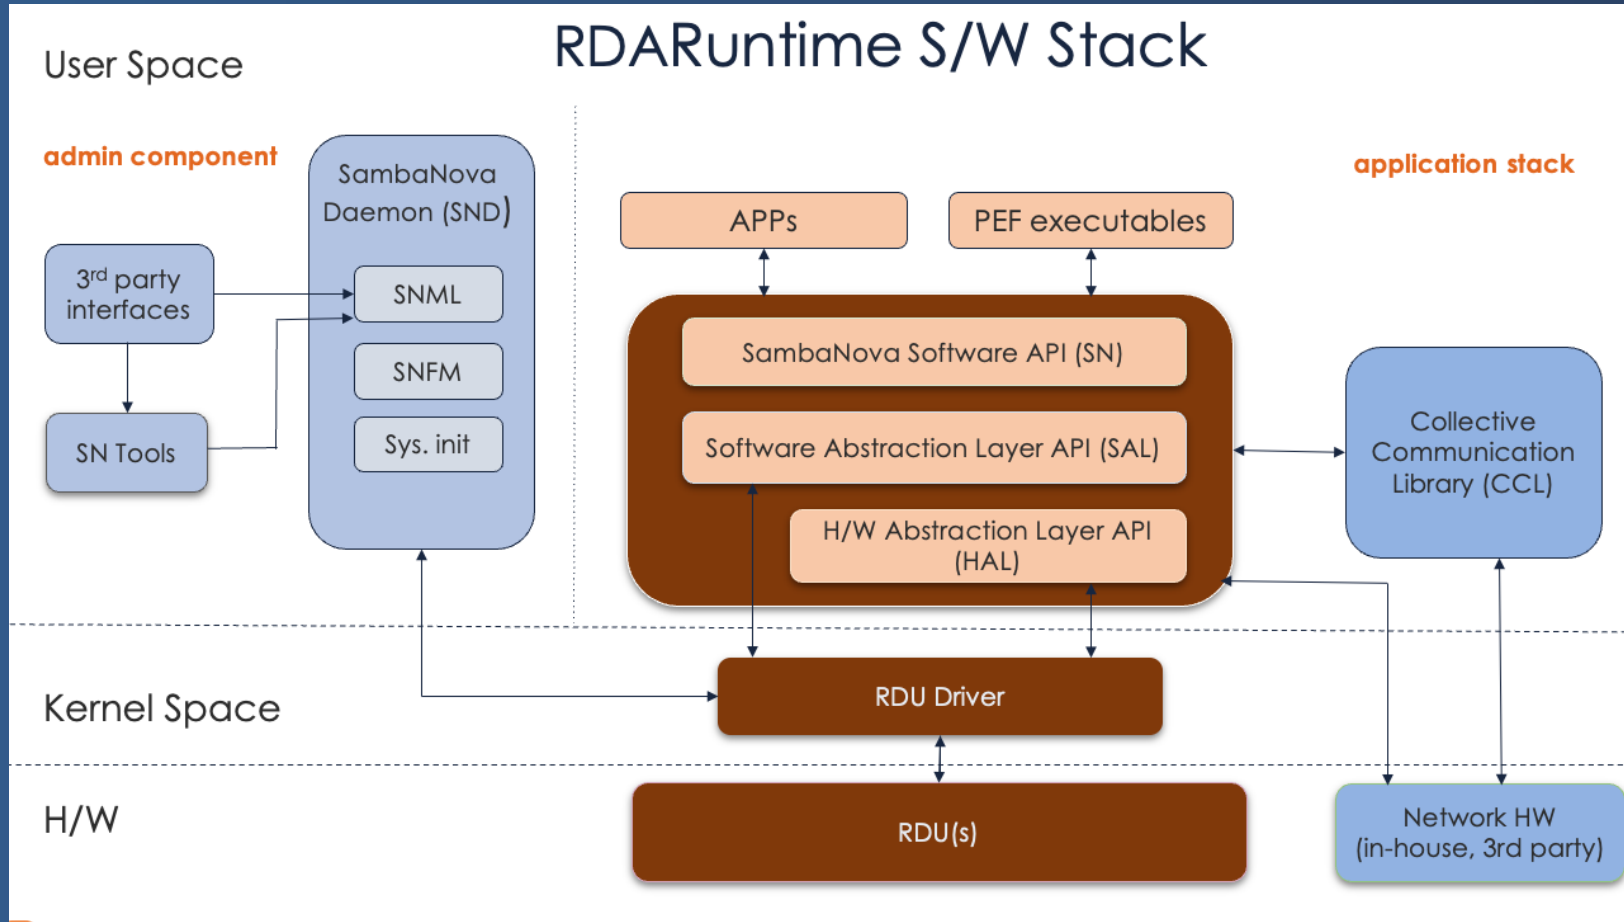 RDARuntime S/W Stack
User Space
admin component
application stack
SambaNova
Daemon (SND)
3rd party
interfaces
SNML
SNFM
Sys. init
SN Tools
APPs
PEF executables
SambaNova Software API (SN)
Software Abstraction Layer API (SAL)
H/W Abstraction Layer API
(HAL)
Collective
Communication
Library (CCL)
Kernel Space
RDU Driver
H/W
RDU(s)
Network HW
(in-house, 3rd party)